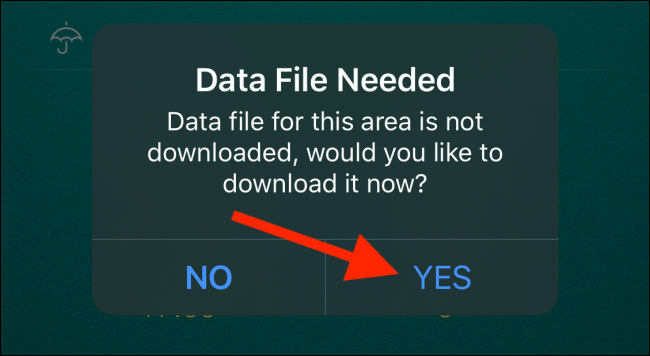 Data File Needed
Data file for this area is not
downloaded, would you like to
download it now?
NO
YES